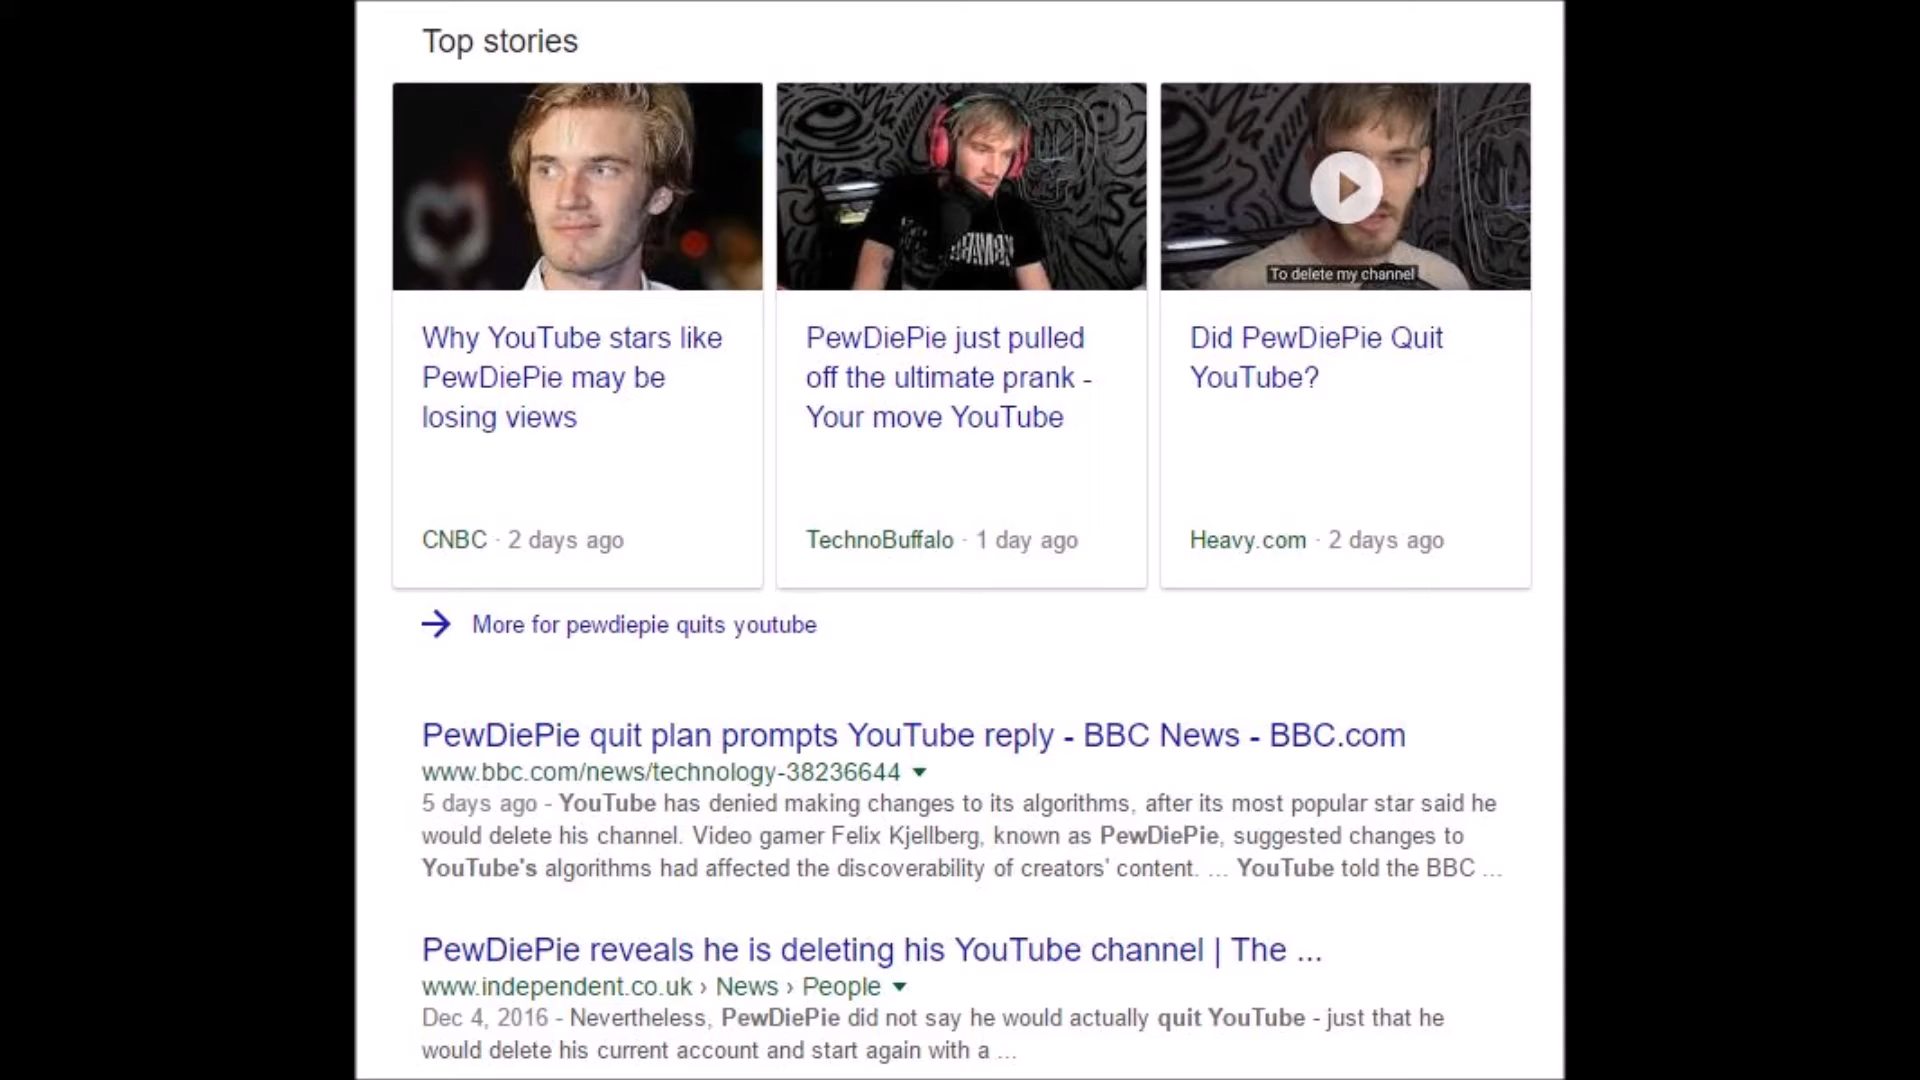 Top stories
To delete my channel
Why YouTube stars like
PewDiePie may be
losing views
CNBC · 2 days ago
PewDiePie just pulled
off the ultimate prank -
Your move YouTube
TechnoBuffalo · 1 day ago
Did PewDiePie Quit
YouTube?
Heavy.com · 2 days ago
More for pewdiepie quits youtube
PewDiePie quit plan prompts YouTube reply - BBC News - BBC.com
www.bbc.com/news/technology-38236644
5 days ago - YouTube has denied making changes to its algorithms, after its most popular star said he
would delete his channel. Video gamer Felix Kjellberg, known as PewDiePie, suggested changes to
YouTube's algorithms had affected the discoverability of creators' content. ... YouTube told the BBC ...
PewDiePie reveals he is deleting his YouTube channel | The ...
www.independent.co.uk › News › People
Dec 4, 2016 - Nevertheless, PewDiePie did not say he would actually quit YouTube - just that he
would delete his current account and start again with a ...